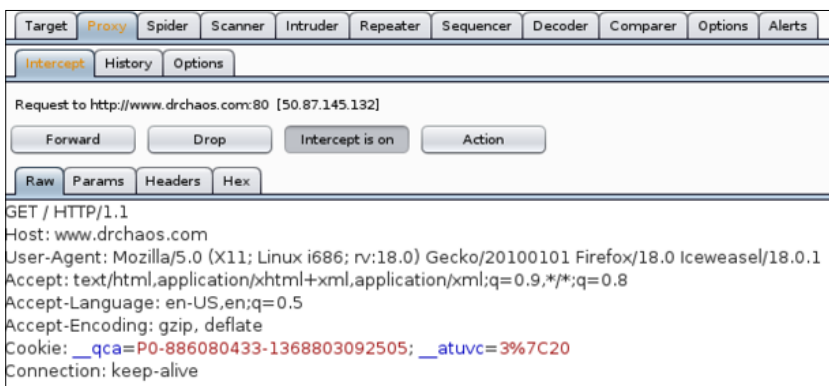 Target Proxy Spider Scanner Intruder Repeater Sequencer Decoder Comparer Options Alerts
Intercept History Options
Request to http://www.drchaos.com:80 [50.87.145.132]
Forward Drop Intercept is on Action
Raw Params Headers Hex
GET / HTTP/1.1
Host: www.drchaos.com
User-Agent: Mozilla/5.0 (X11; Linux i686; rv:18.0) Gecko/20100101 Firefox/18.0 Iceweasel/18.0.1
Accept: text/html,application/xhtml+xml,application/xml;q=0.9,*/*;q=0.8
Accept-Language: en-US,en;q=0.5
Accept-Encoding: gzip, deflate
Cookie: __qca=P0-886080433-1368803092505; __atuvc=3%7C20
Connection: keep-alive